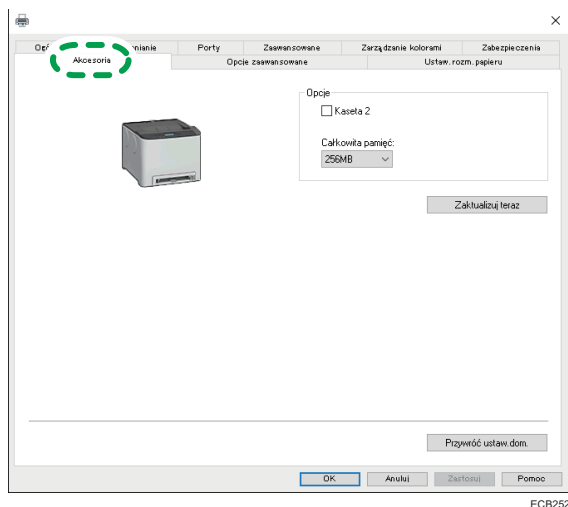 Porty
Zaawansowane
Zarządzanie kolorami
Zabezpieczenia
Akcesoria
Opcje zaawansowane
Ustaw. rozm. papieru
Opcje
Kaseta 2
Całkowita pamięć:
256MB
Zaktualizuj teraz
Przywróć ustaw.dom.
OK
Anuluj
Zastosuj
Pomoc
ECB252